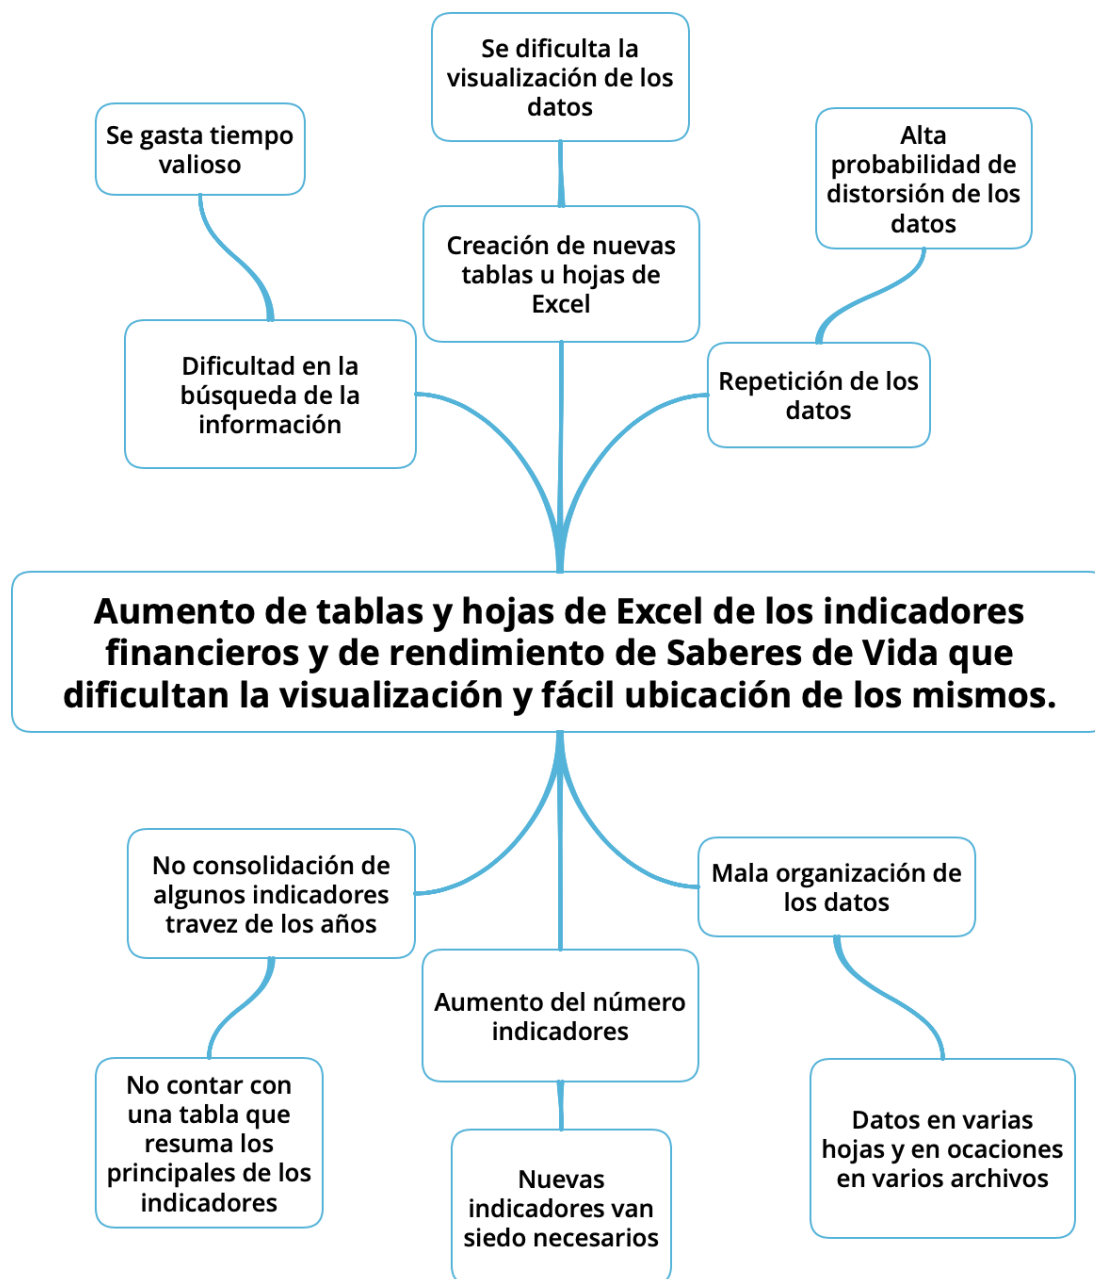 Se dificulta la
visualización de los
datos
Se gasta tiempo
valioso
Alta
probabilidad de
distorsión de los
datos
Creación de nuevas
tablas u hojas de
Excel
Dificultad en la
búsqueda de la
información
Repetición de los
datos
Aumento de tablas y hojas de Excel de los indicadores
financieros y de rendimiento de Saberes de Vida que
dificultan la visualización y fácil ubicación de los mismos.
No consolidación de
algunos indicadores
travez de los años
Mala organización de
los datos
Aumento del número
indicadores
No contar con
una tabla que
resuma los
principales de los
indicadores
Datos en varias
hojas y en ocaciones
en varios archivos
Nuevas
indicadores van
siedo necesarios